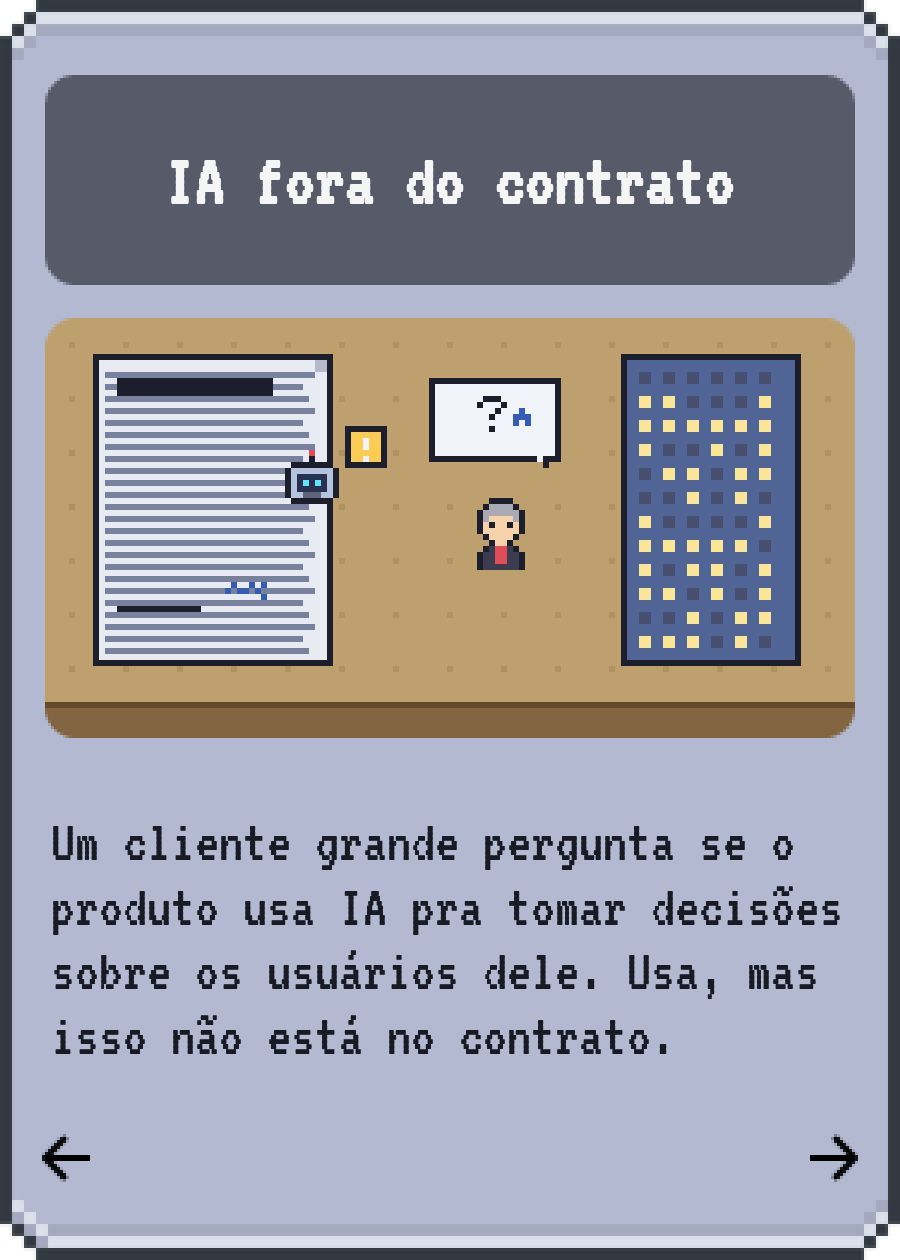 IA fora do contrato
!
?
Um cliente grande pergunta se o
produto usa IA pra tomar decisões
sobre os usuários dele. Usa, mas
isso não está no contrato.